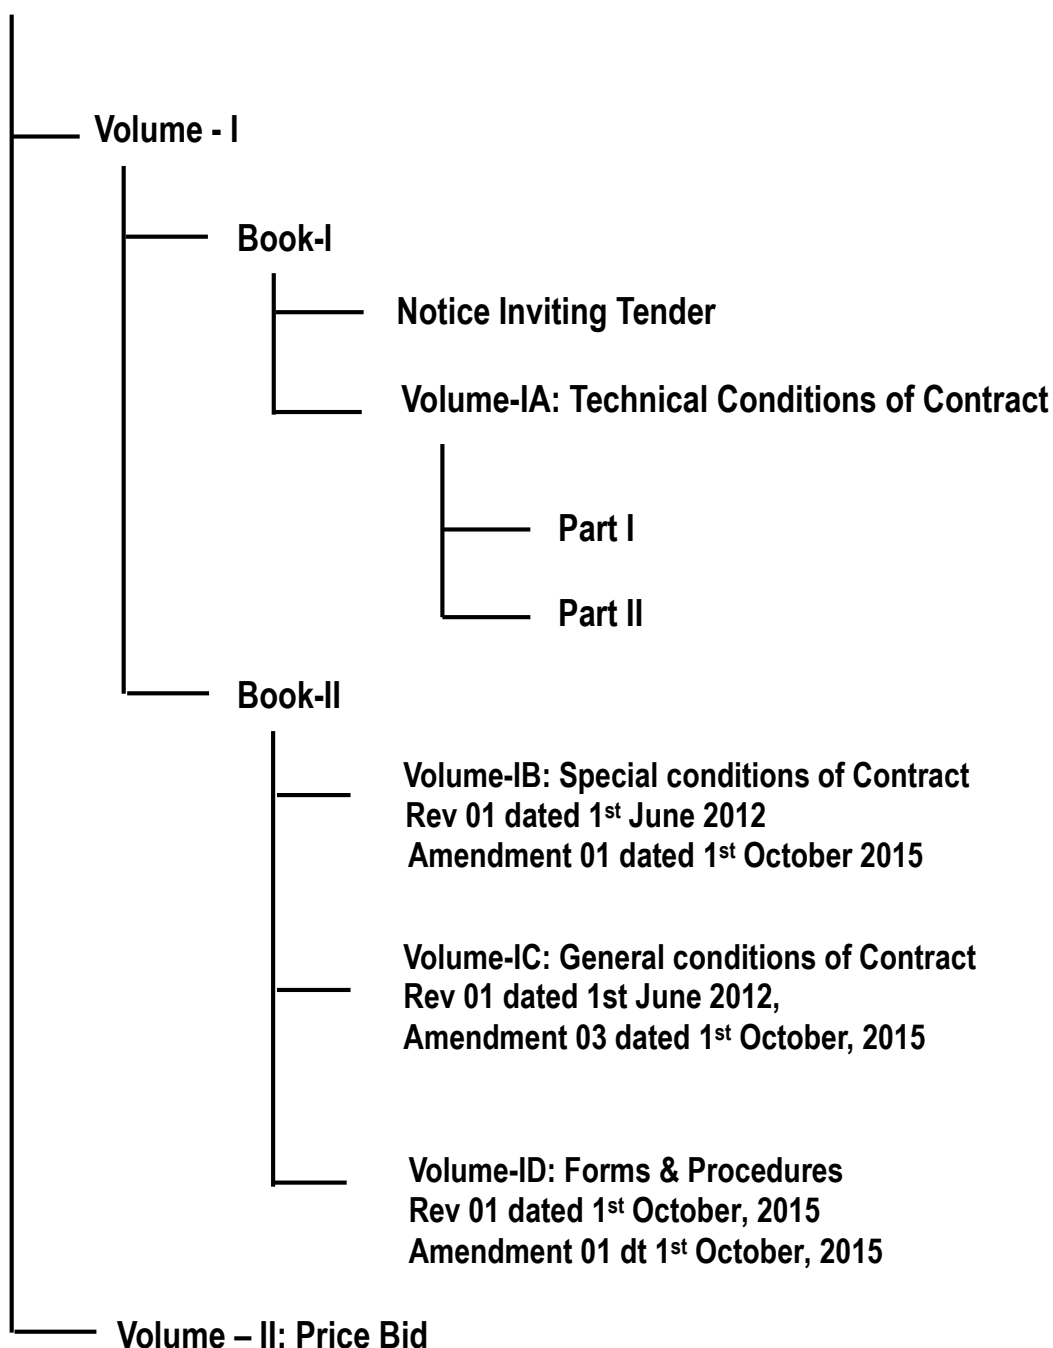 Volume - I
Book-I
Notice Inviting Tender
Volume-IA: Technical Conditions of Contract
Part I
Part II
Book-II
Volume-IB: Special conditions of Contract
Rev 01 dated 1st June 2012
Amendment 01 dated 1st October 2015
Volume-IC: General conditions of Contract
Rev 01 dated 1st June 2012,
Amendment 03 dated 1st October, 2015
Volume-ID: Forms & Procedures
Rev 01 dated 1st October, 2015
Amendment 01 dt 1st October, 2015
Volume – II: Price Bid